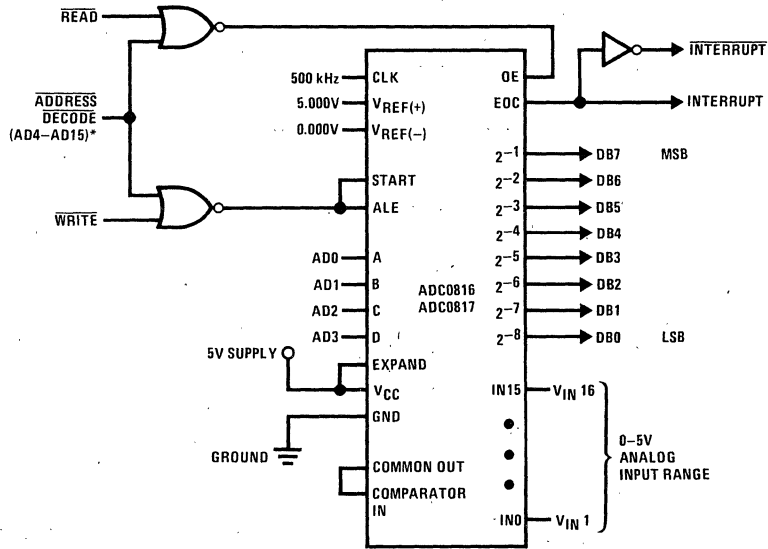 READ
ADDRESS
DECODE
(AD4–AD15)*
WRITE
500 kHz
5.000V
0.000V
CLK
VREF(+)
VREF(−)
START
ALE
AD0
AD1
AD2
AD3
A
B
C
D
5V SUPPLY
EXPAND
VCC
GND
GROUND
COMMON OUT
COMPARATOR
IN
ADC0816
ADC0817
OE
EOC
INTERRUPT
INTERRUPT
2−1 DB7 MSB
2−2 DB6
2−3 DB5
2−4 DB4
2−5 DB3
2−6 DB2
2−7 DB1
2−8 DB0 LSB
IN15 VIN 16
IN0 VIN 1
0–5V
ANALOG
INPUT RANGE